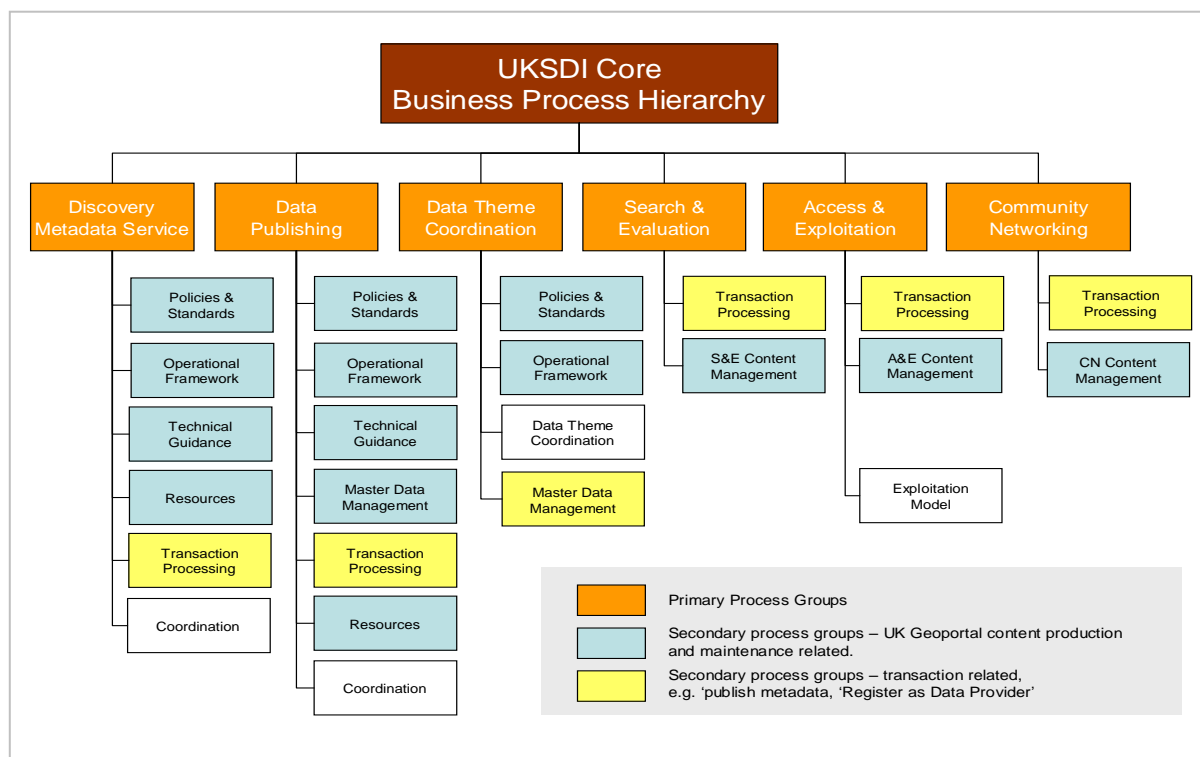 UKSDI Core
Business Process Hierarchy
Discovery
Metadata Service
Data
Publishing
Data Theme
Coordination
Search &
Evaluation
Access &
Exploitation
Community
Networking
Policies &
Standards
Operational
Framework
Technical
Guidance
Resources
Transaction
Processing
Coordination
Policies &
Standards
Operational
Framework
Technical
Guidance
Master Data
Management
Transaction
Processing
Resources
Coordination
Policies &
Standards
Operational
Framework
Data Theme
Coordination
Master Data
Management
Transaction
Processing
S&E Content
Management
Transaction
Processing
A&E Content
Management
Exploitation
Model
Transaction
Processing
CN Content
Management
Primary Process Groups
Secondary process groups – UK Geoportal content production
and maintenance related.
Secondary process groups – transaction related,
e.g. ‘publish metadata, ‘Register as Data Provider’